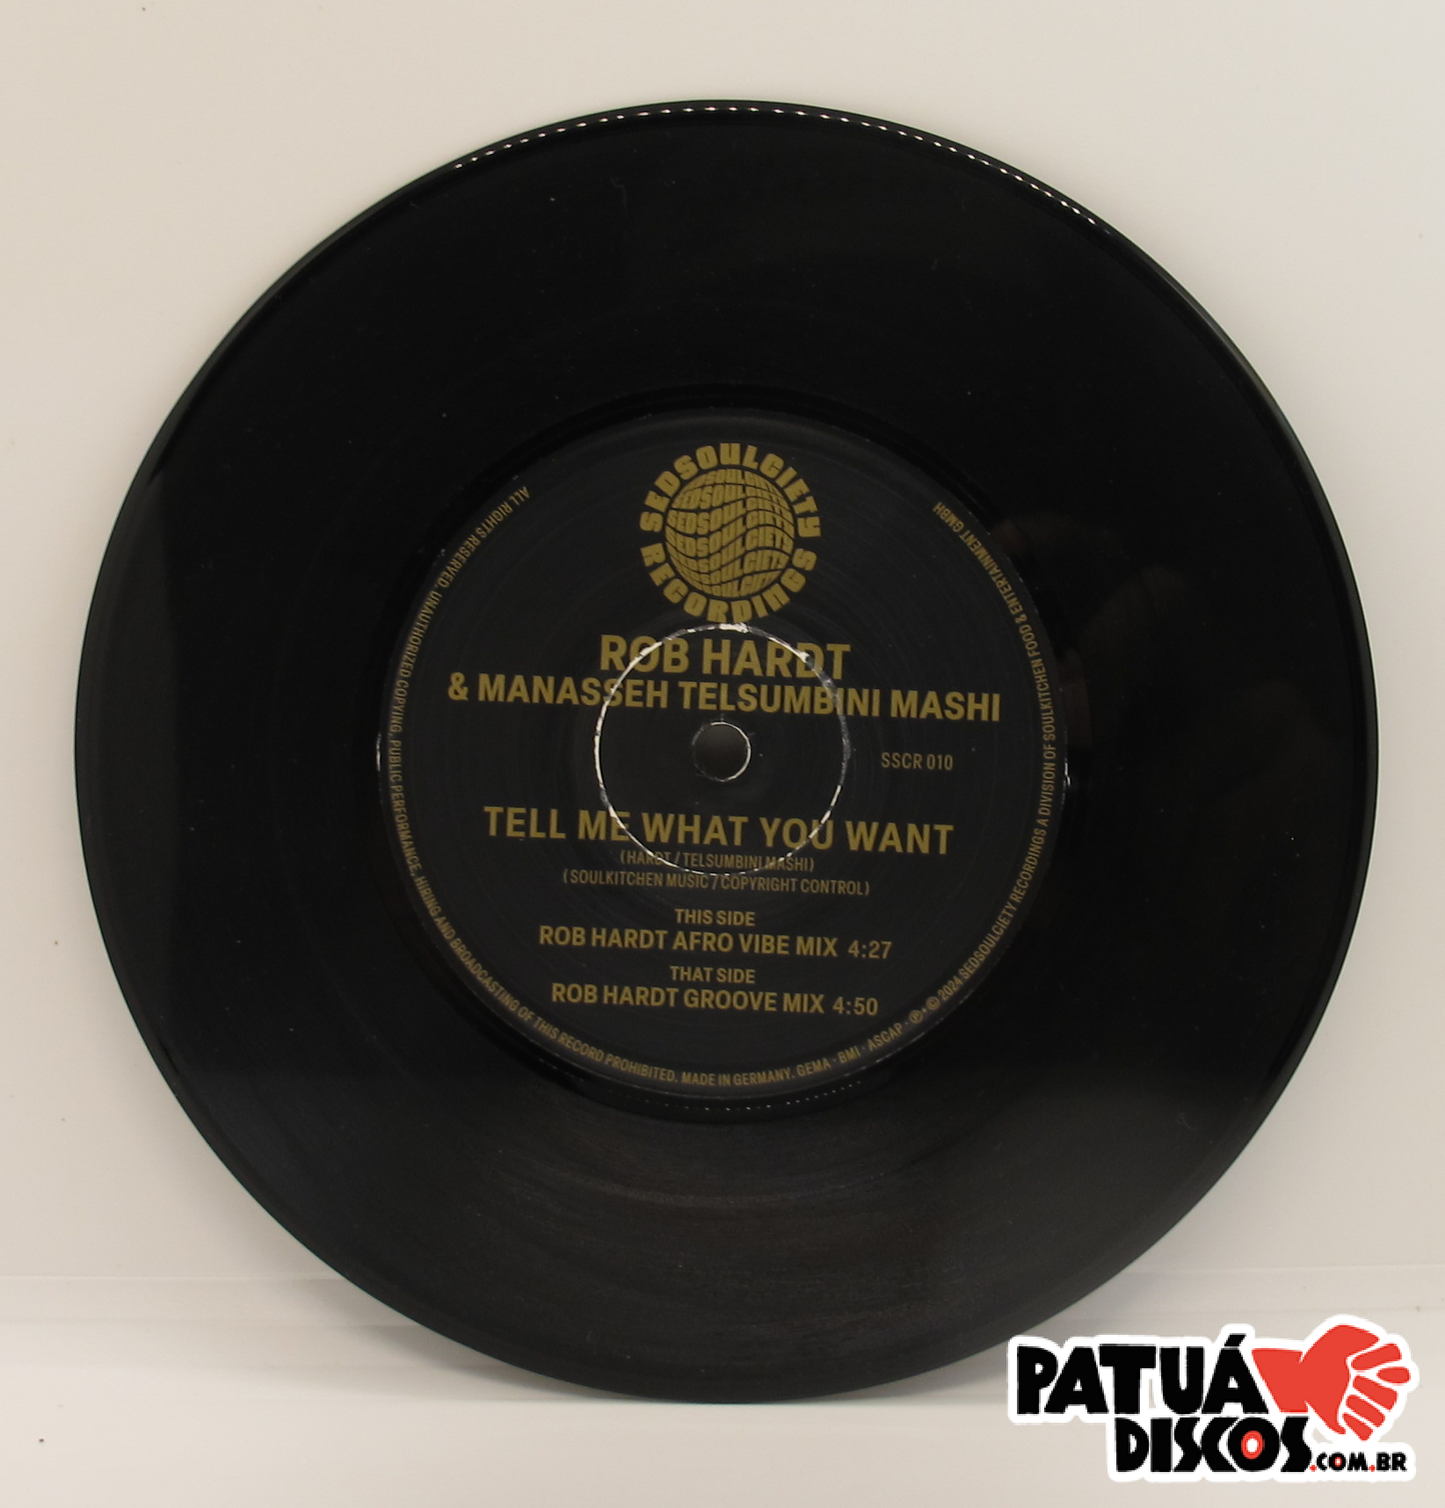 SEDSOULCIETY
RECORDINGS
SEDSOULCIETY
SEDSOULCIETY
SEDSOULCIETY
ROB HARDT
& MANASSEH TELSUMBINI MASHI
SSCR 010
TELL ME WHAT YOU WANT
(HARDT / TELSUMBINI MASHI)
(SOULKITCHEN MUSIC / COPYRIGHT CONTROL)
THIS SIDE
ROB HARDT AFRO VIBE MIX 4:27
THAT SIDE
ROB HARDT GROOVE MIX 4:50
ALL RIGHTS RESERVED. UNAUTHORIZED COPYING, PUBLIC PERFORMANCE, HIRING AND BROADCASTING OF THIS RECORD PROHIBITED. MADE IN GERMANY. GEMA · BMI · ASCAP · ℗+© 2024 SEDSOULCIETY RECORDINGS A DIVISION OF SOULKITCHEN FOOD & ENTERTAINMENT GMBH
PATUÁ
DISCOS.COM.BR